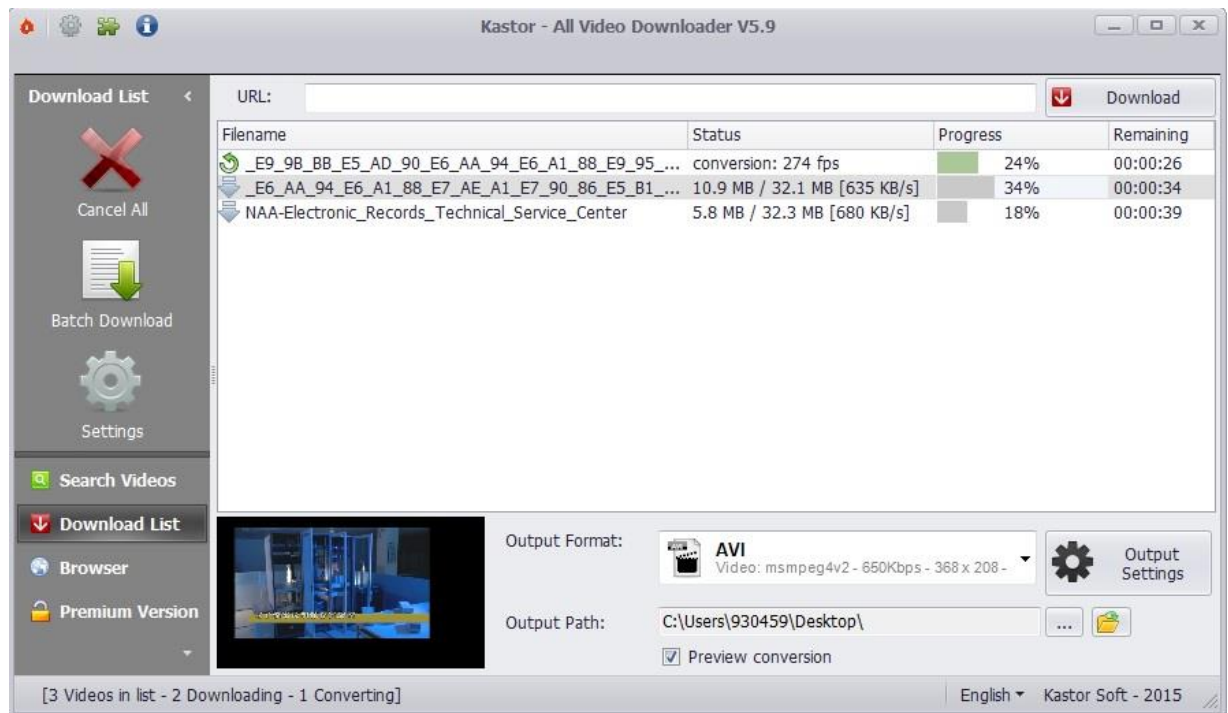 Kastor - All Video Downloader V5.9
Download List <
URL: Download
Filename Status Progress Remaining
_E9_9B_BB_E5_AD_90_E6_AA_94_E6_A1_88_E9_95_... conversion: 274 fps 24% 00:00:26
_E6_AA_94_E6_A1_88_E7_AE_A1_E7_90_86_E5_B1_... 10.9 MB / 32.1 MB [635 KB/s] 34% 00:00:34
NAA-Electronic_Records_Technical_Service_Center 5.8 MB / 32.3 MB [680 KB/s] 18% 00:00:39
Cancel All
Batch Download
Settings
Search Videos
Download List
Browser
Premium Version
Output Format:
AVI
Video: msmpeg4v2 - 650Kbps - 368 x 208 -
Output Settings
Output Path: C:\Users\930459\Desktop\ ...
Preview conversion
[3 Videos in list - 2 Downloading - 1 Converting] English Kastor Soft - 2015